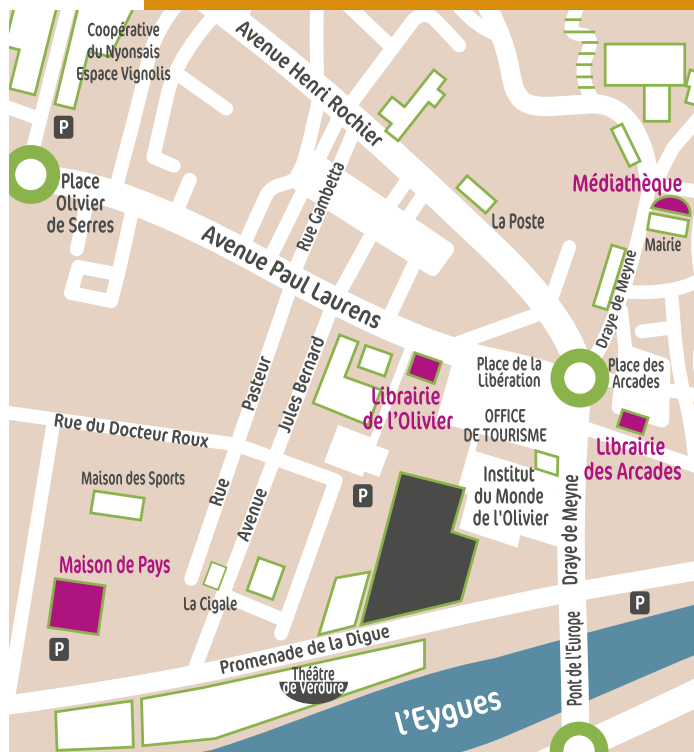 Coopérative
du Nyonsais
Espace Vignolis
Avenue Henri Rochier
P
Place
Olivier
de Serres
Médiathèque
La Poste
Mairie
Rue Gambetta
Avenue Paul Laurens
Draye de Meyne
Place de la
Libération
Place des
Arcades
Pasteur
Jules Bernard
Librairie
de l'Olivier
OFFICE
DE TOURISME
Librairie
des Arcades
Rue du Docteur Roux
Institut
du Monde
de l'Olivier
Maison des Sports
Rue
Avenue
P
Draye de Meyne
Maison de Pays
La Cigale
P
P
Promenade de la Digue
Pont de l'Europe
Théâtre
de Verdure
l'Eygues